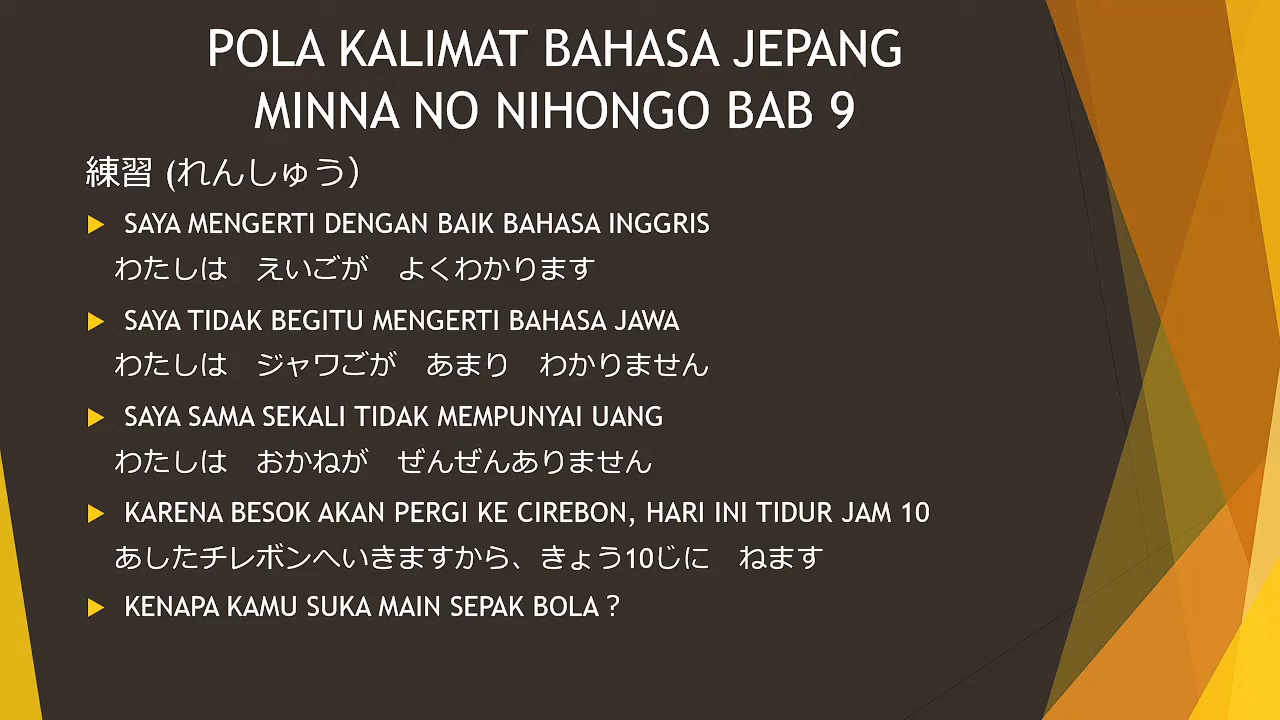 POLA KALIMAT BAHASA JEPANG
MINNA NO NIHONGO BAB 9
練習 (れんしゅう）
SAYA MENGERTI DENGAN BAIK BAHASA INGGRIS
わたしは　えいごが　よくわかります
SAYA TIDAK BEGITU MENGERTI BAHASA JAWA
わたしは　ジャワごが　あまり　わかりません
SAYA SAMA SEKALI TIDAK MEMPUNYAI UANG
わたしは　おかねが　ぜんぜんありません
KARENA BESOK AKAN PERGI KE CIREBON, HARI INI TIDUR JAM 10
あしたチレボンへいきますから、きょう10じに　ねます
KENAPA KAMU SUKA MAIN SEPAK BOLA？